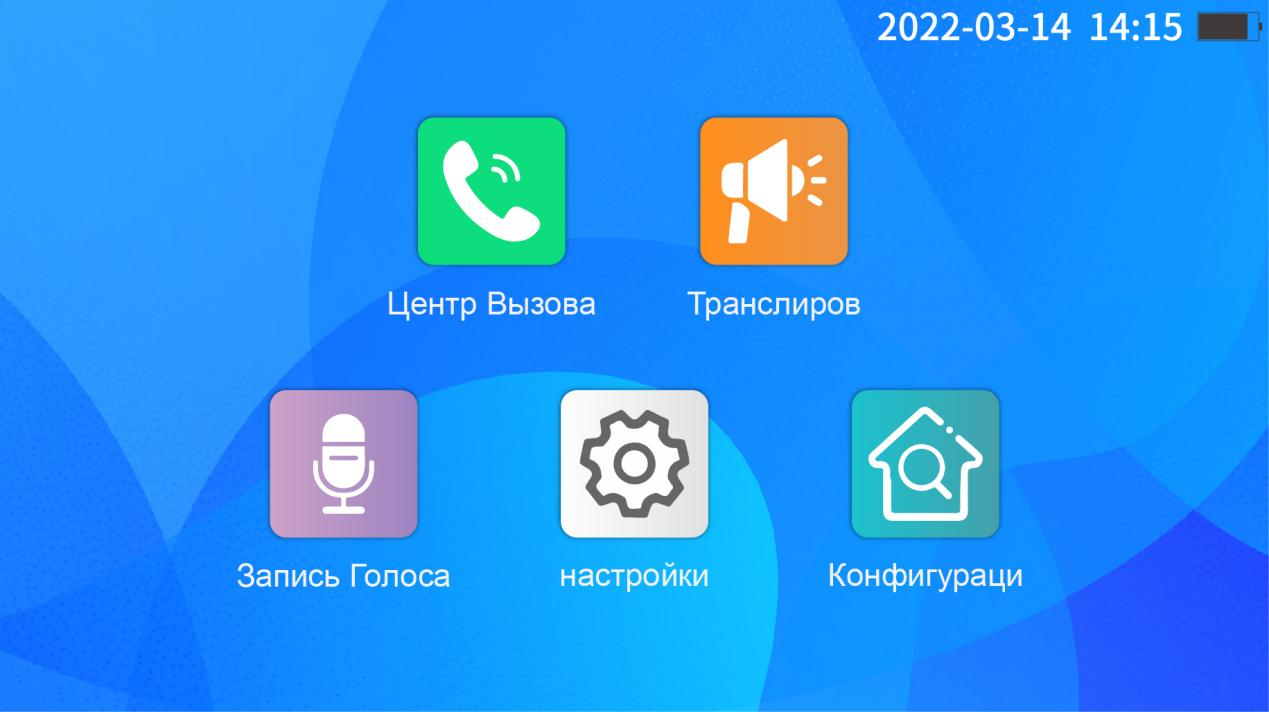 2022-03-14 14:15
Центр Вызова
Транслиров
Запись Голоса
настройки
Конфигураци